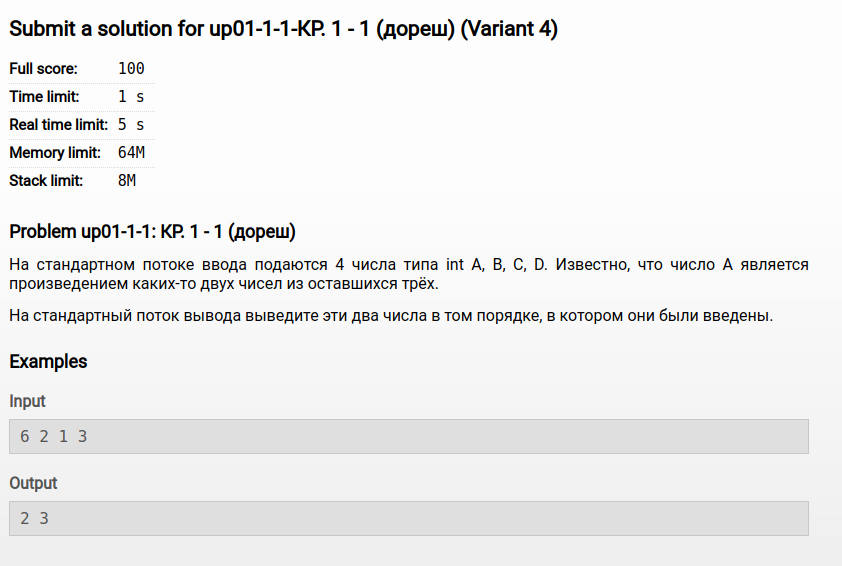 Submit a solution for up01-1-1-КР. 1 - 1 (дореш) (Variant 4)
Full score: 100
Time limit: 1 s
Real time limit: 5 s
Memory limit: 64M
Stack limit: 8M
Problem up01-1-1: КР. 1 - 1 (дореш)
На стандартном потоке ввода подаются 4 числа типа int A, B, C, D. Известно, что число A является
произведением каких-то двух чисел из оставшихся трёх.
На стандартный поток вывода выведите эти два числа в том порядке, в котором они были введены.
Examples
Input
6 2 1 3
Output
2 3